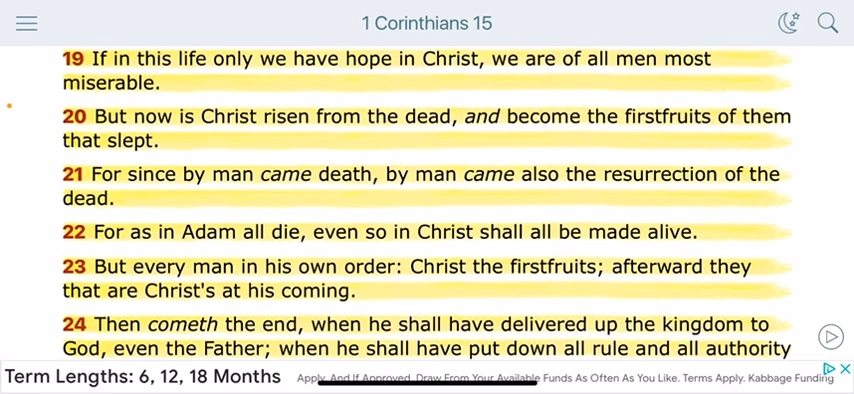 1 Corinthians 15
19 If in this life only we have hope in Christ, we are of all men most
miserable.
20 But now is Christ risen from the dead, and become the firstfruits of them
that slept.
21 For since by man came death, by man came also the resurrection of the
dead.
22 For as in Adam all die, even so in Christ shall all be made alive.
23 But every man in his own order: Christ the firstfruits; afterward they
that are Christ's at his coming.
24 Then cometh the end, when he shall have delivered up the kingdom to
God, even the Father; when he shall have put down all rule and all authority
Term Lengths: 6, 12, 18 Months
Apply, And If Approved, Draw From Your Available Funds As Often As You Like. Terms Apply. Kabbage Funding